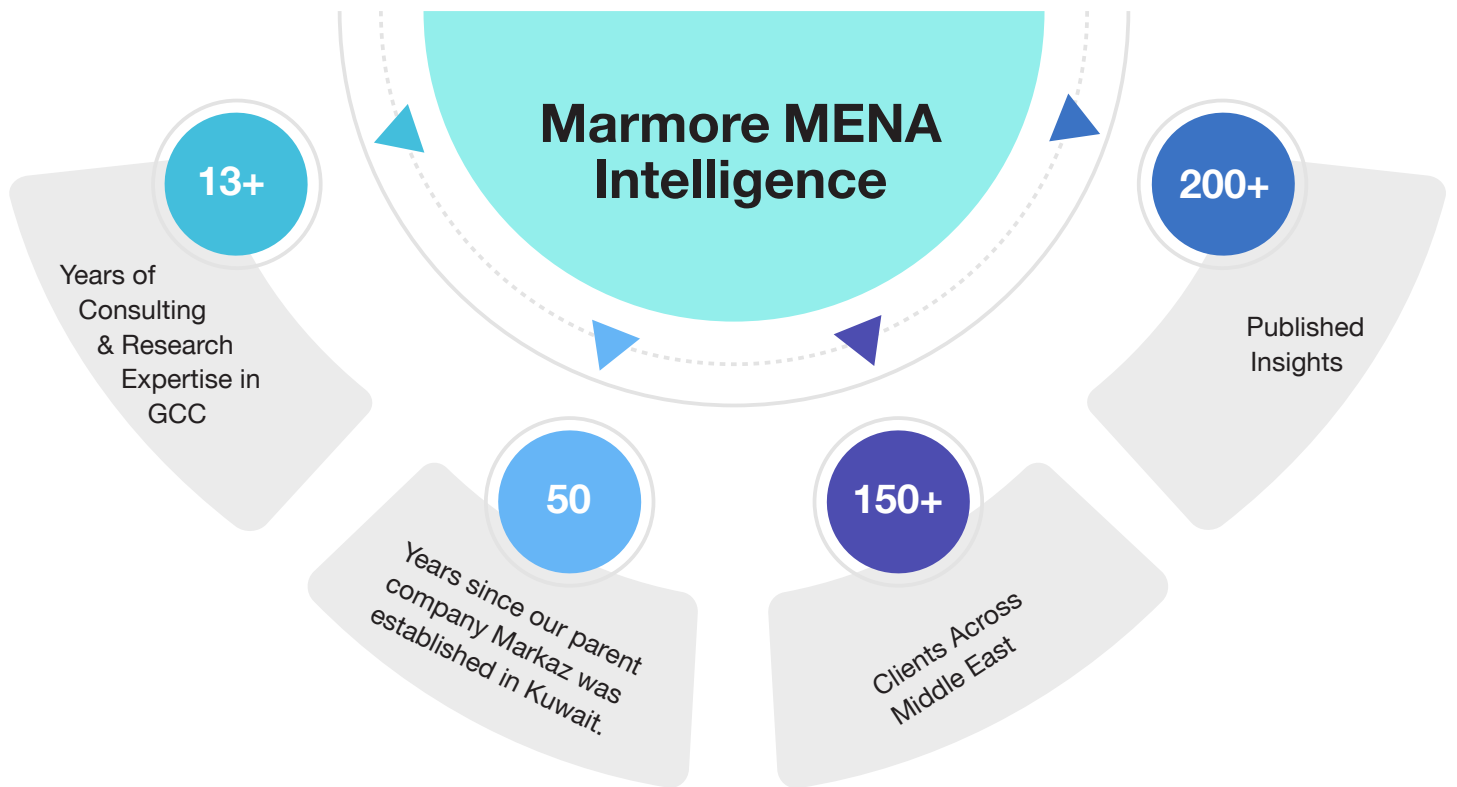 Marmore MENA
Intelligence
13+
Years of
Consulting
& Research
Expertise in
GCC
50
Years since our parent
company Markaz was
established in Kuwait.
150+
Clients Across
Middle East
200+
Published
Insights